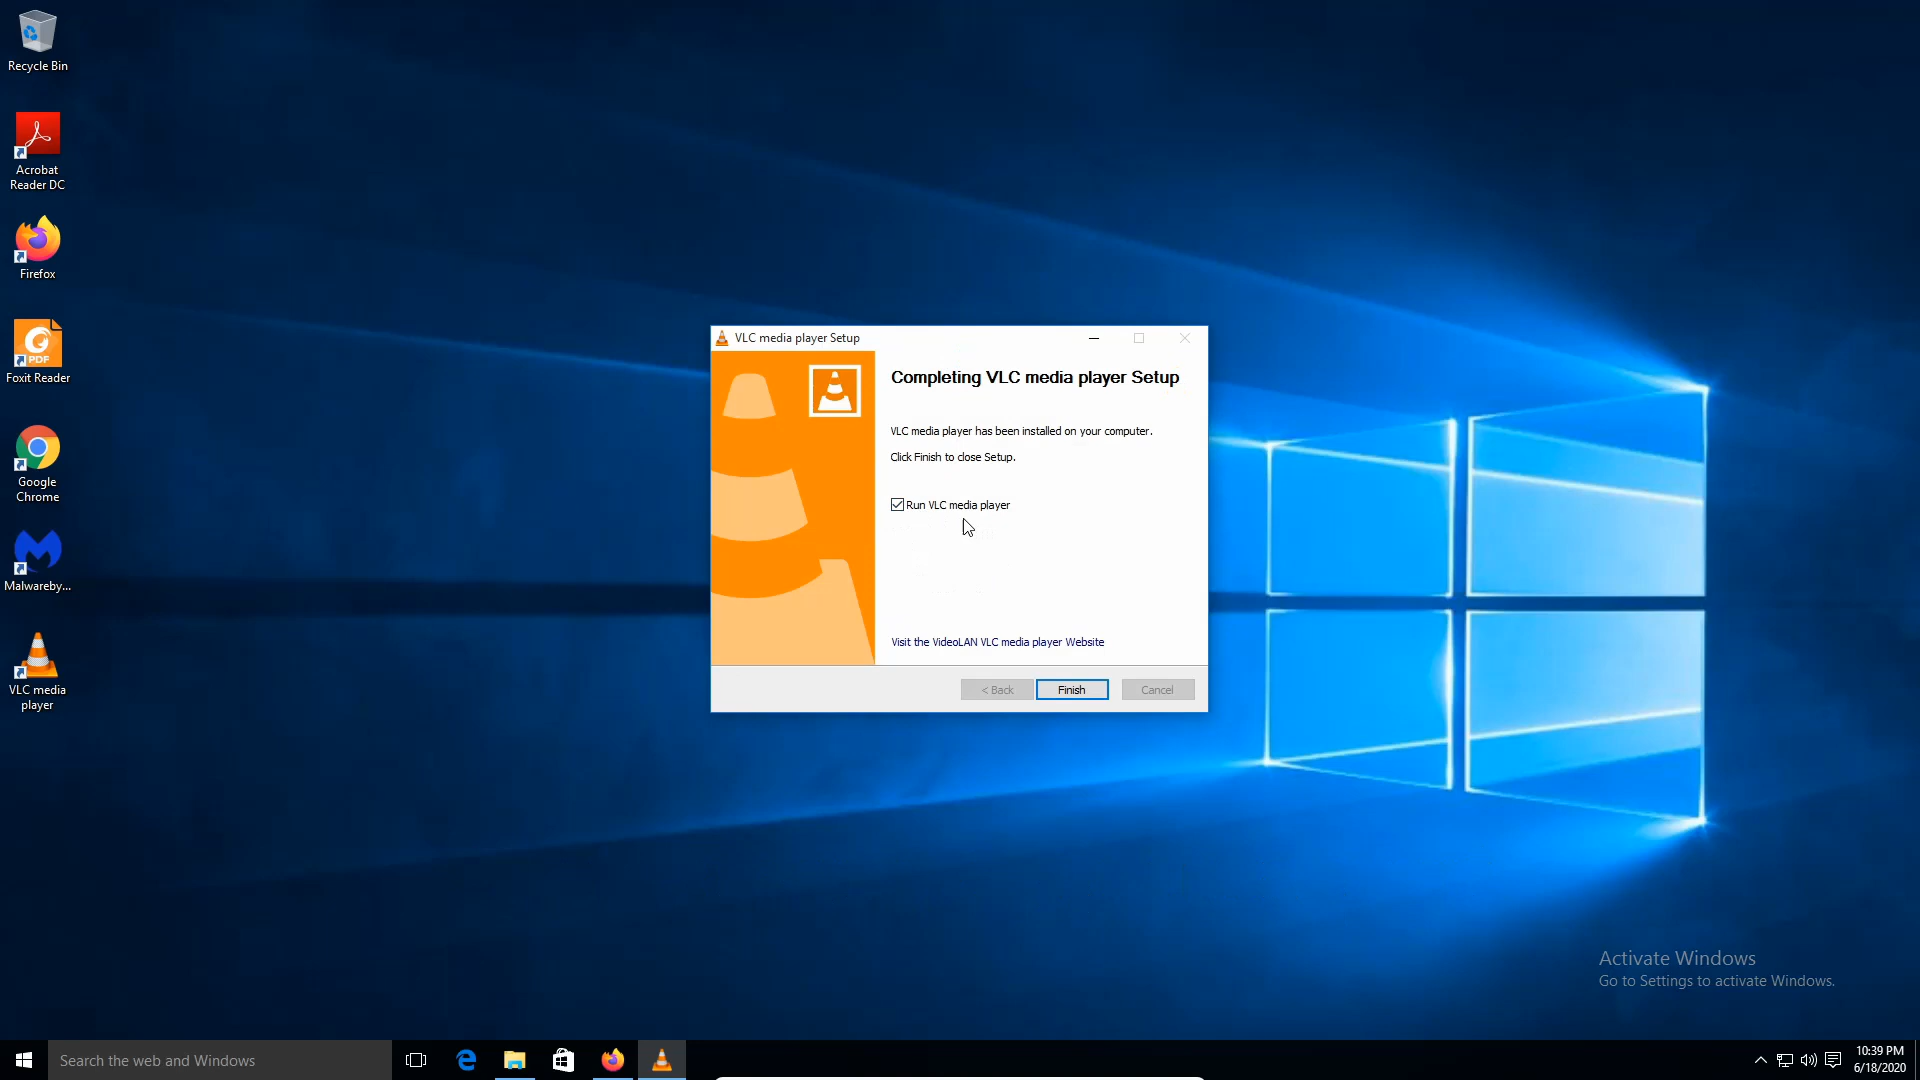 Recycle Bin
Acrobat
Reader DC
Firefox
PDF
Foxit Reader
Google
Chrome
Malwareby...
VLC media
player
VLC media player Setup
Completing VLC media player Setup
VLC media player has been installed on your computer.
Click Finish to close Setup.
Run VLC media player
Visit the VideoLAN VLC media player Website
< Back
Finish
Cancel
Activate Windows
Go to Settings to activate Windows.
Search the web and Windows
10:39 PM
6/18/2020